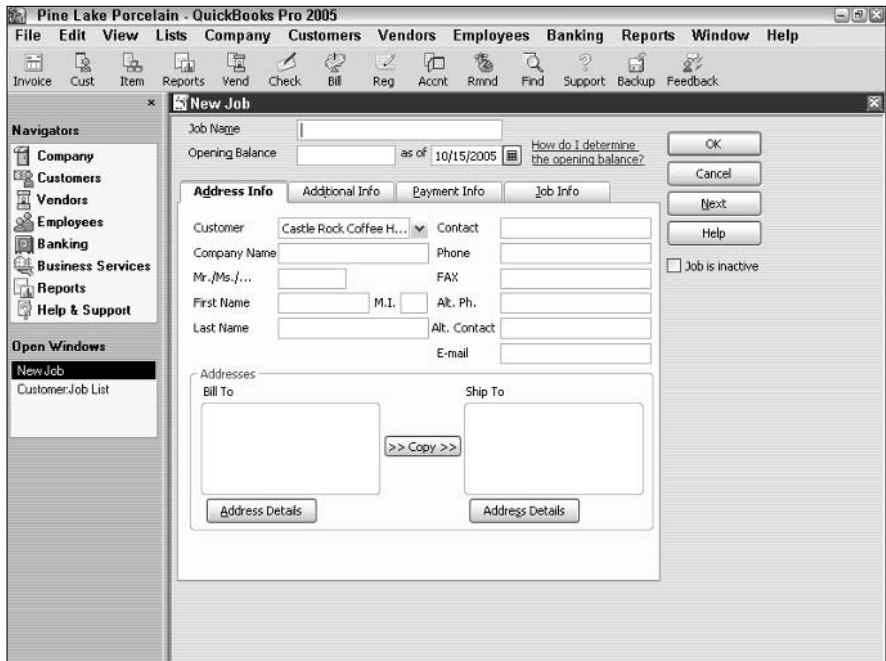 Pine Lake Porcelain - QuickBooks Pro 2005
File Edit View Lists Company Customers Vendors Employees Banking Reports Window Help
Invoice Cust Item Reports Vend Check Bill Reg Accnt Rmnd Find Support Backup Feedback
Navigators
Company
Customers
Vendors
Employees
Banking
Business Services
Reports
Help & Support
Open Windows
New Job
Customer:Job List
New Job
Job Name
Opening Balance as of 10/15/2005 How do I determine
the opening balance?
OK
Cancel
Next
Help
Job is inactive
Address Info Additional Info Payment Info Job Info
Customer Castle Rock Coffee H... Contact
Company Name Phone
Mr./Ms./... FAX
First Name M.I. Alt. Ph.
Last Name Alt. Contact
E-mail
Addresses
Bill To Ship To
>> Copy >>
Address Details Address Details